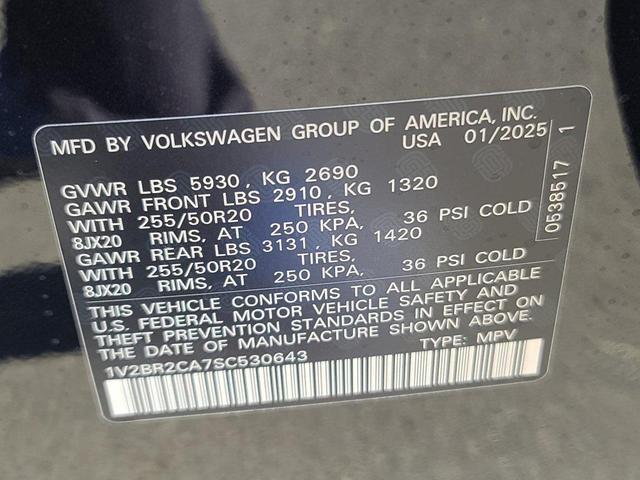 MFD BY VOLKSWAGEN GROUP OF AMERICA, INC.
USA 01/2025
GVWR LBS 5930, KG 2690
GAWR FRONT LBS 2910, KG 1320
WITH 255/50R20 TIRES,
8JX20 RIMS, AT 250 KPA, 36 PSI COLD
GAWR REAR LBS 3131, KG 1420
WITH 255/50R20 TIRES,
8JX20 RIMS, AT 250 KPA, 36 PSI COLD
THIS VEHICLE CONFORMS TO ALL APPLICABLE
U.S. FEDERAL MOTOR VEHICLE SAFETY AND
THEFT PREVENTION STANDARDS IN EFFECT ON
THE DATE OF MANUFACTURE SHOWN ABOVE.
1V2BR2CA7SC530643 TYPE: MPV
0538517 1